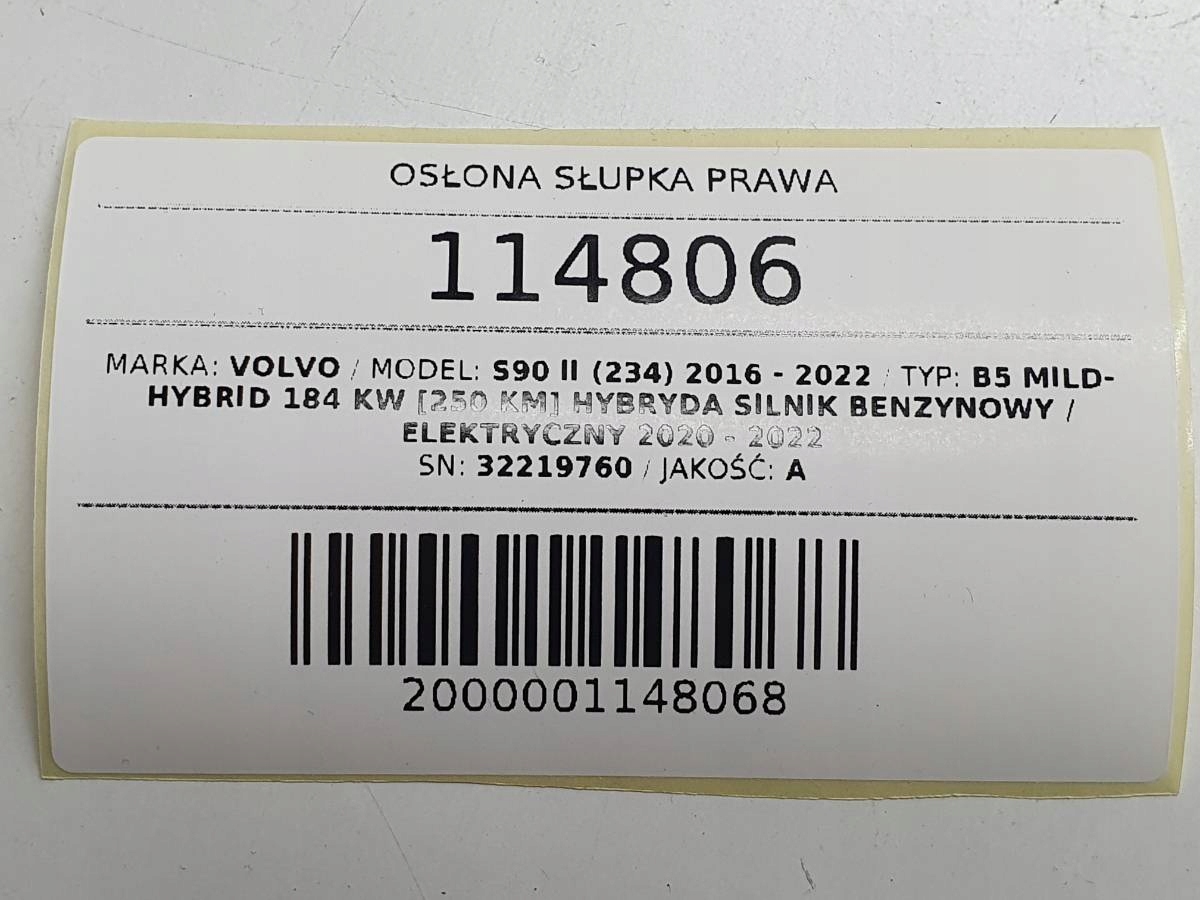 OSŁONA SŁUPKA PRAWA
114806
MARKA: VOLVO / MODEL: S90 II (234) 2016 - 2022 / TYP: B5 MILD-
HYBRID 184 KW [250 KM] HYBRYDA SILNIK BENZYNOWY /
ELEKTRYCZNY 2020 - 2022
SN: 32219760 / JAKOŚĆ: A
2000001148068